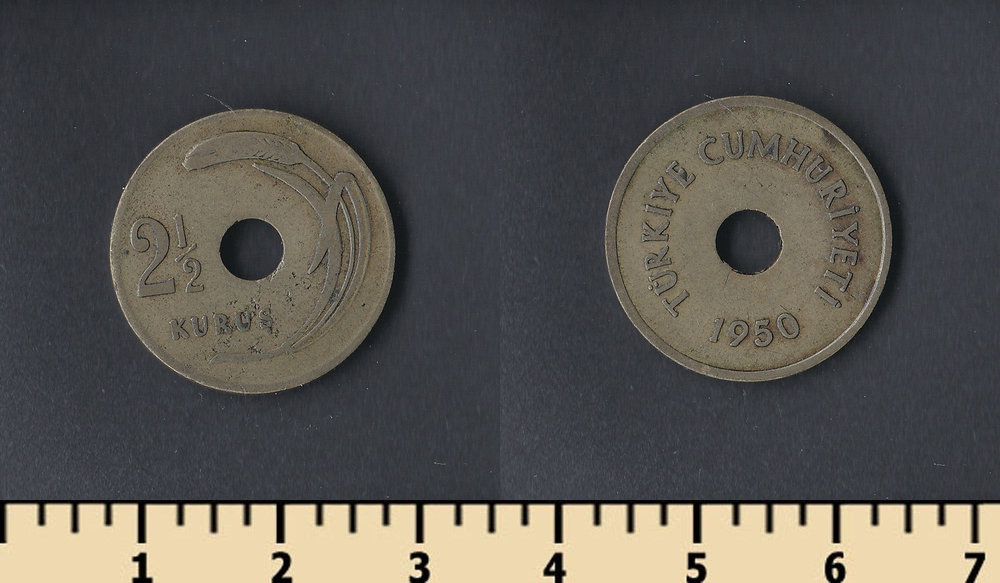 2½
KURUŞ
TÜRKİYE CUMHURİYETİ
1950
1 2 3 4 5 6 7